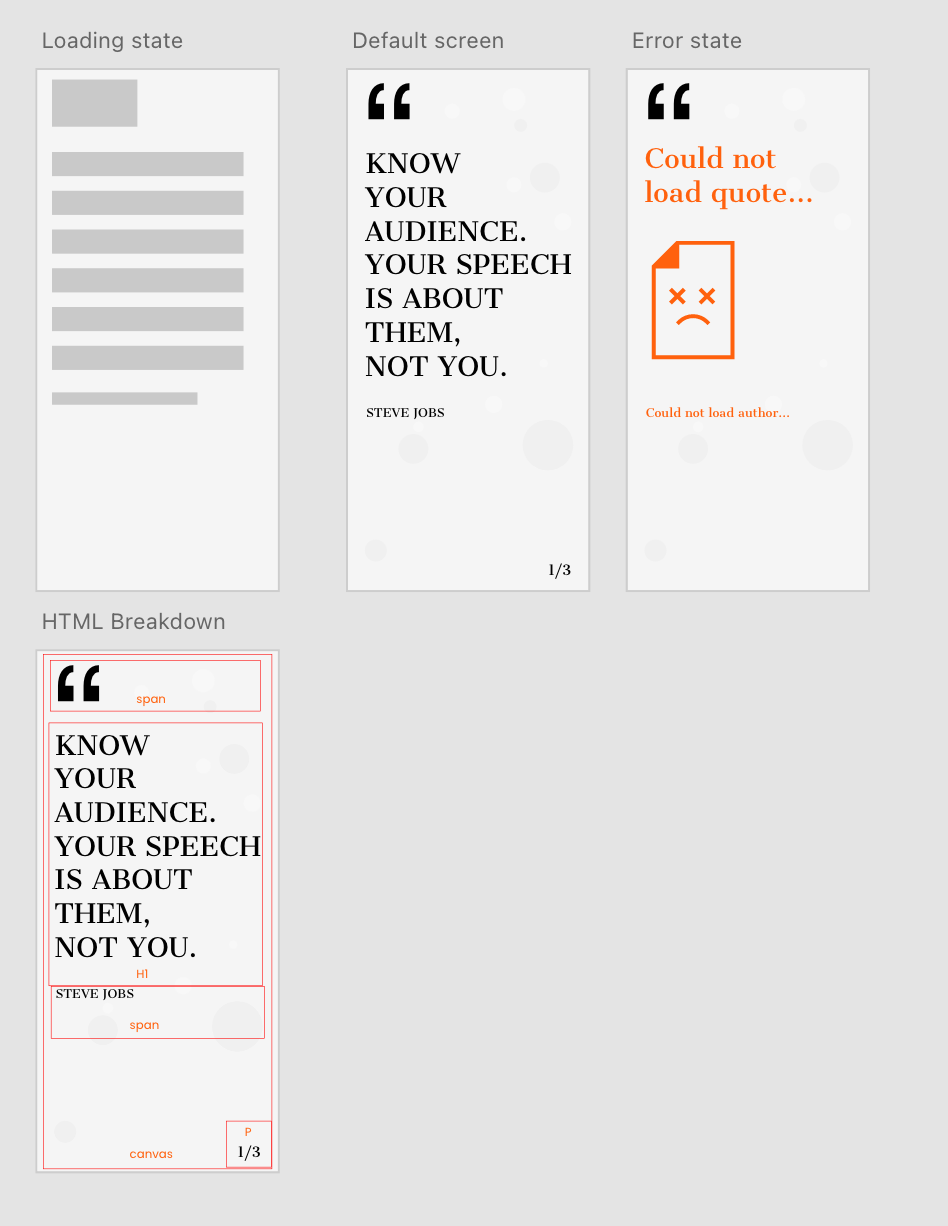 Loading state
Default screen
Error state
“
KNOW
YOUR
AUDIENCE.
YOUR SPEECH
IS ABOUT
THEM,
NOT YOU.
STEVE JOBS
1/3
“
Could not
load quote...
Could not load author...
HTML Breakdown
“
span
KNOW
YOUR
AUDIENCE.
YOUR SPEECH
IS ABOUT
THEM,
NOT YOU.
H1
STEVE JOBS
span
P
1/3
canvas